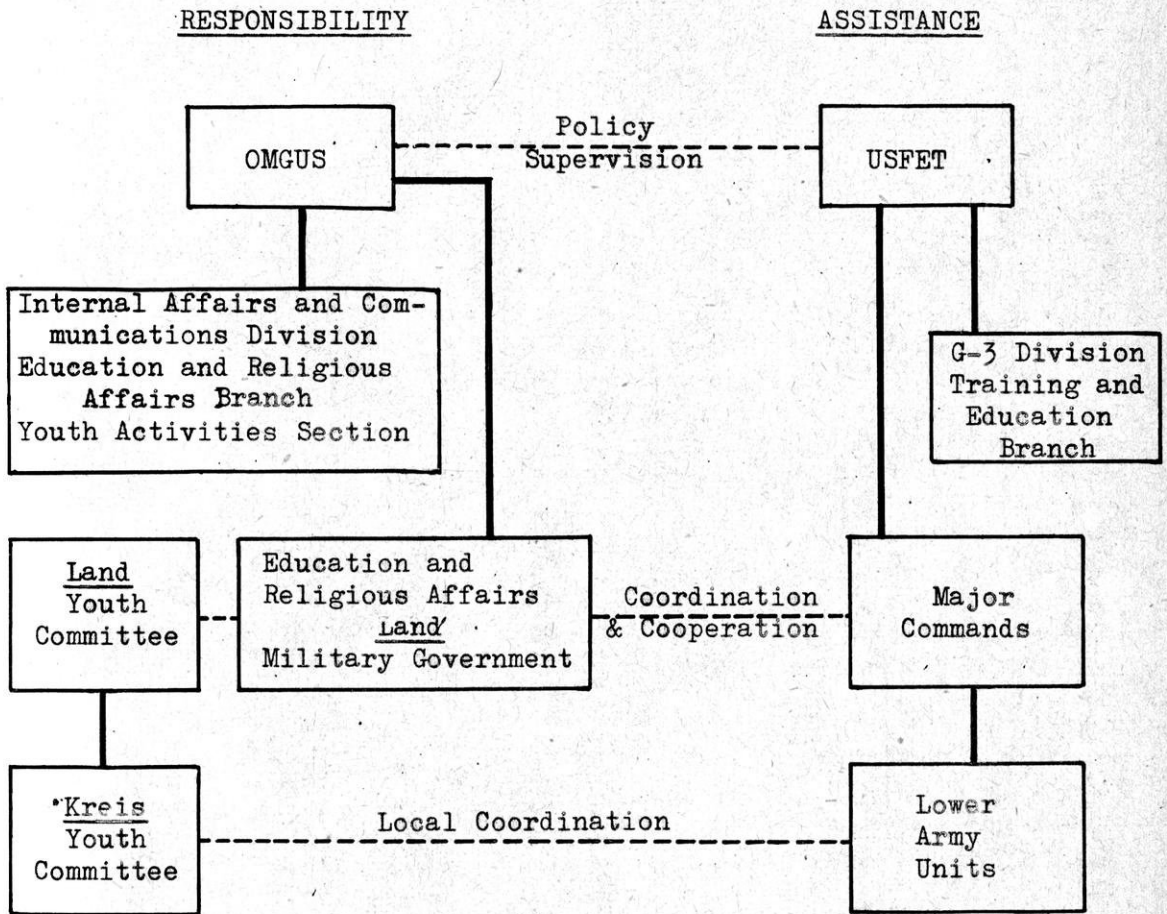 RESPONSIBILITY
ASSISTANCE
OMGUS
Policy
Supervision
USFET
Internal Affairs and Com-
munications Division
Education and Religious
Affairs Branch
Youth Activities Section
G-3 Division
Training and
Education
Branch
Land
Youth
Committee
Education and
Religious Affairs
Land
Military Government
Coordination
& Cooperation
Major
Commands
Kreis
Youth
Committee
Local Coordination
Lower
Army
Units